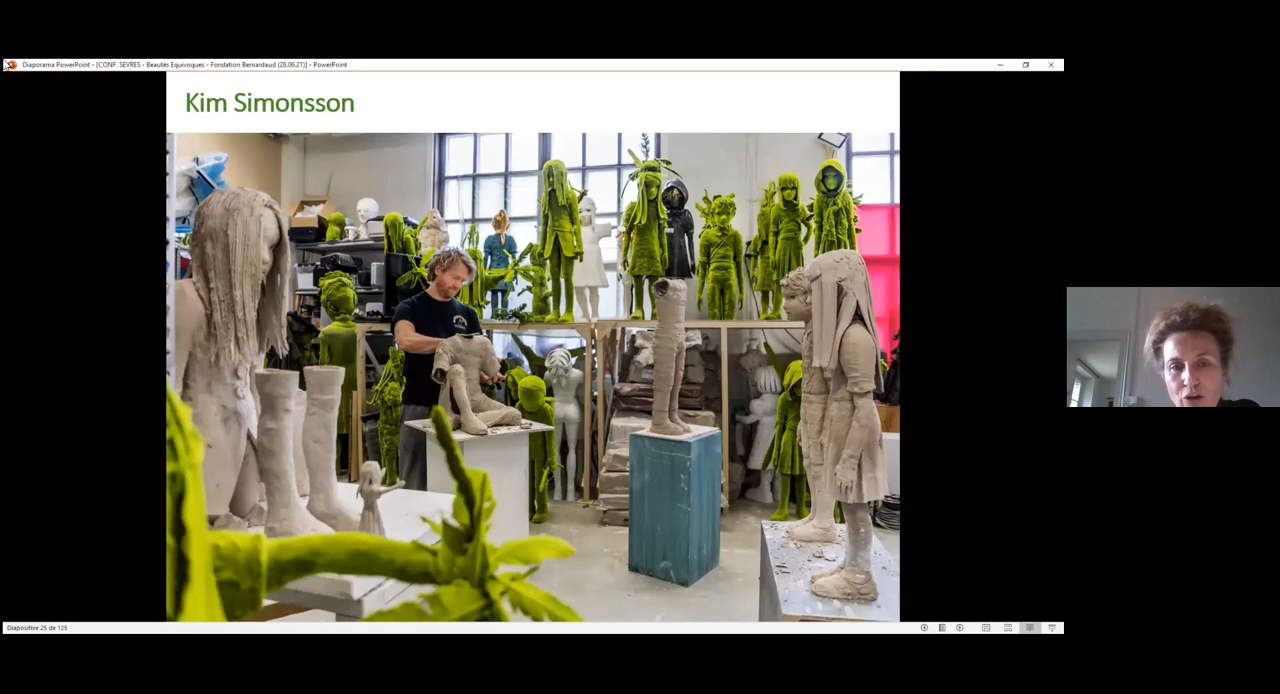 Diaporama PowerPoint - [CONF. SEVRES - Beautés Equivoques - Fondation Bernardaud (28.06.21)] - PowerPoint
Kim Simonsson
Diapositive 25 de 125